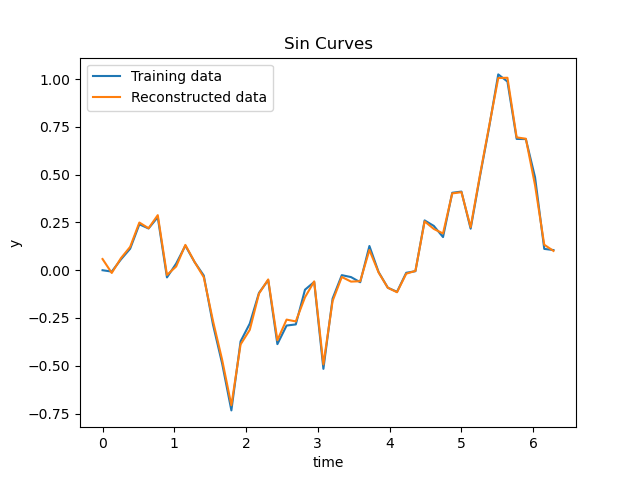 Sin Curves
Training data
Reconstructed data
1.00
0.75
0.50
0.25
0.00
−0.25
−0.50
−0.75
y
0 1 2 3 4 5 6
time